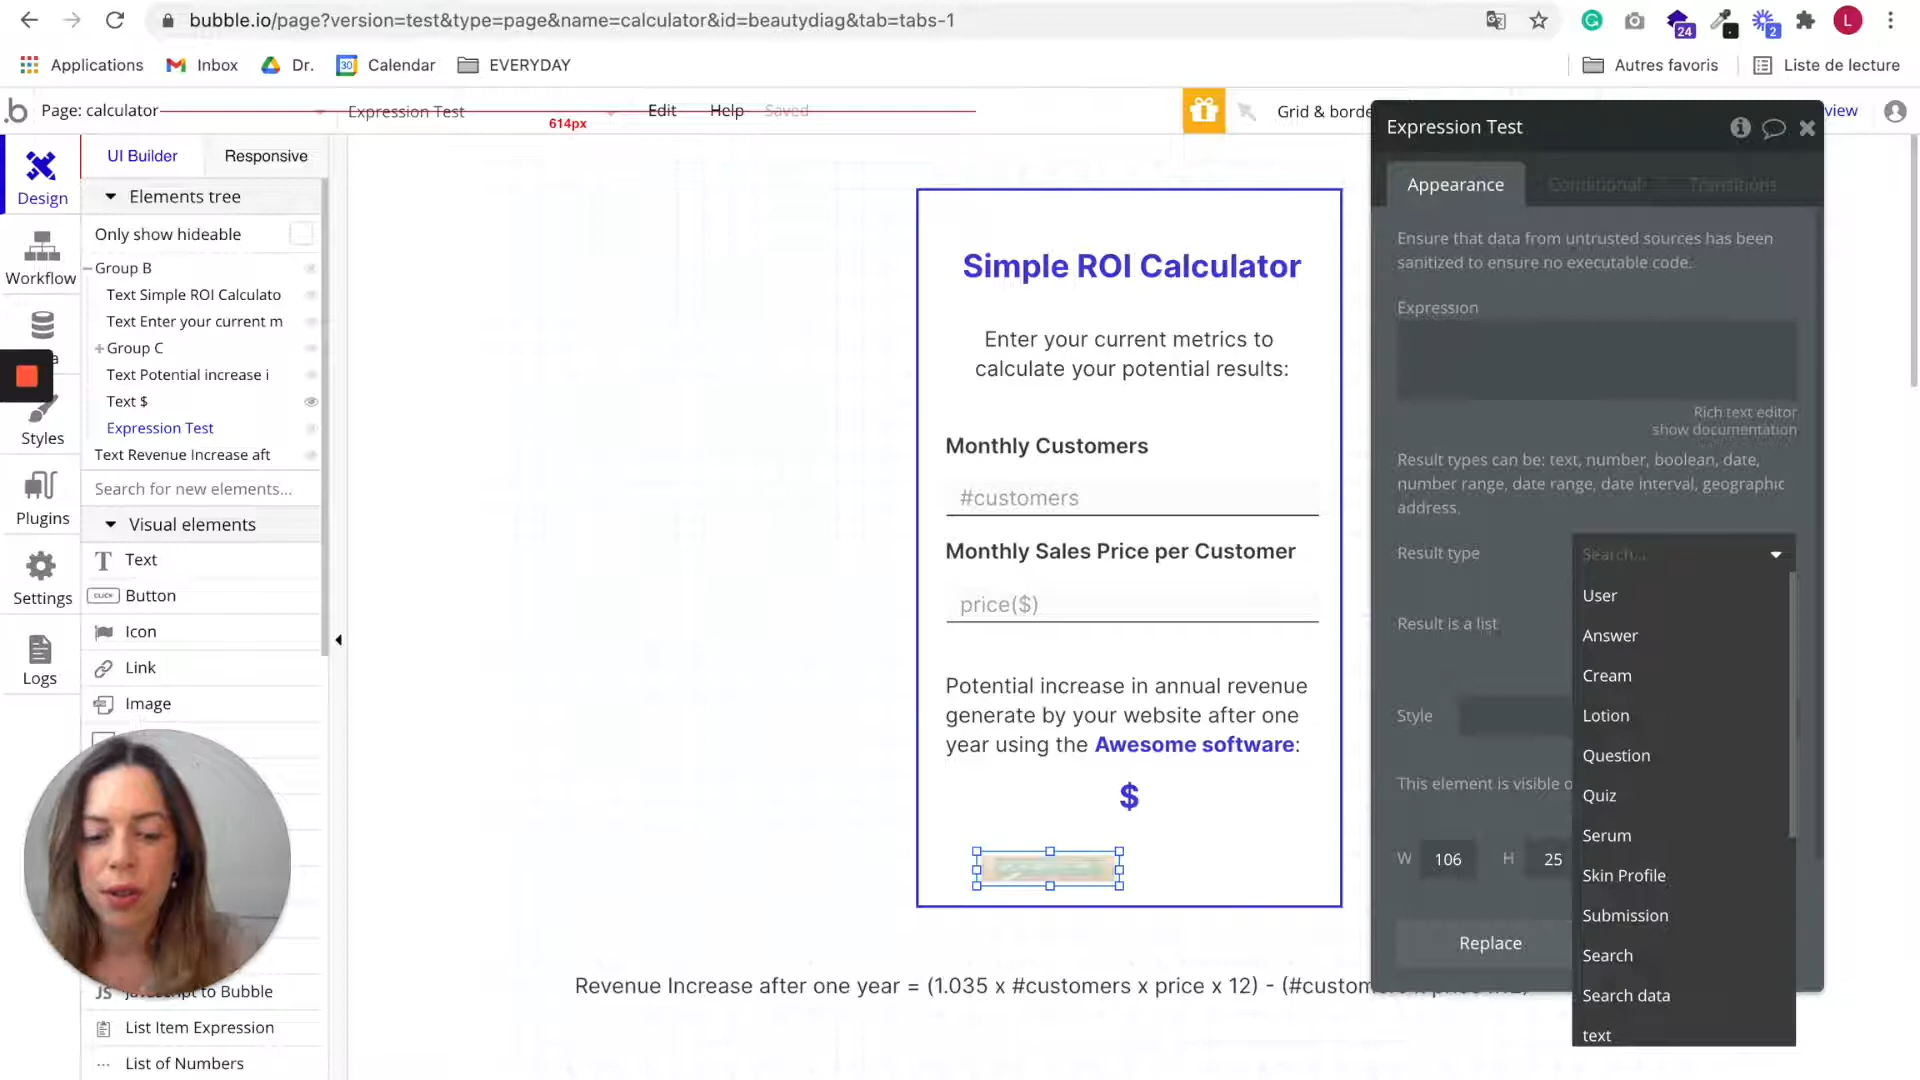 bubble.io/page?version=test&type=page&name=calculator&id=beautydiag&tab=tabs-1
24
2
L
Applications
Inbox
30
Dr.
Calendar
EVERYDAY
Autres favoris
Liste de lecture
.b
Page: calculator
Expression Test
614px
Edit
Help
Saved
Grid & borde
view
Design
Workflow
Styles
Plugins
Settings
Logs
UI Builder
Responsive
Elements tree
Only show hideable
Group B
Text Simple ROI Calculato
Text Enter your current m
Group C
Text Potential increase i
Text $
Expression Test
Text Revenue Increase aft
Search for new elements...
Visual elements
Text
CLICK
Button
Icon
Link
Image
JS
to Bubble
List Item Expression
List of Numbers
Simple ROI Calculator
Enter your current metrics to
calculate your potential results:
Monthly Customers
#customers
Monthly Sales Price per Customer
price($)
Potential increase in annual revenue
generate by your website after one
year using the Awesome software:
$
Revenue Increase after one year = (1.035 x #customers x price x 12) - (#custom
Expression Test
Appearance
Conditional
Transitions
Ensure that data from untrusted sources has been
sanitized to ensure no executable code.
Expression
Rich text editor
show documentation
Result types can be: text, number, boolean, date,
number range, date range, date interval, geographic
address.
Result type
Search...
User
Answer
Cream
Lotion
Question
Quiz
Serum
Skin Profile
Submission
Search
Search data
text
Result is a list
Style
This element is visible o
W
106
H
25
Replace